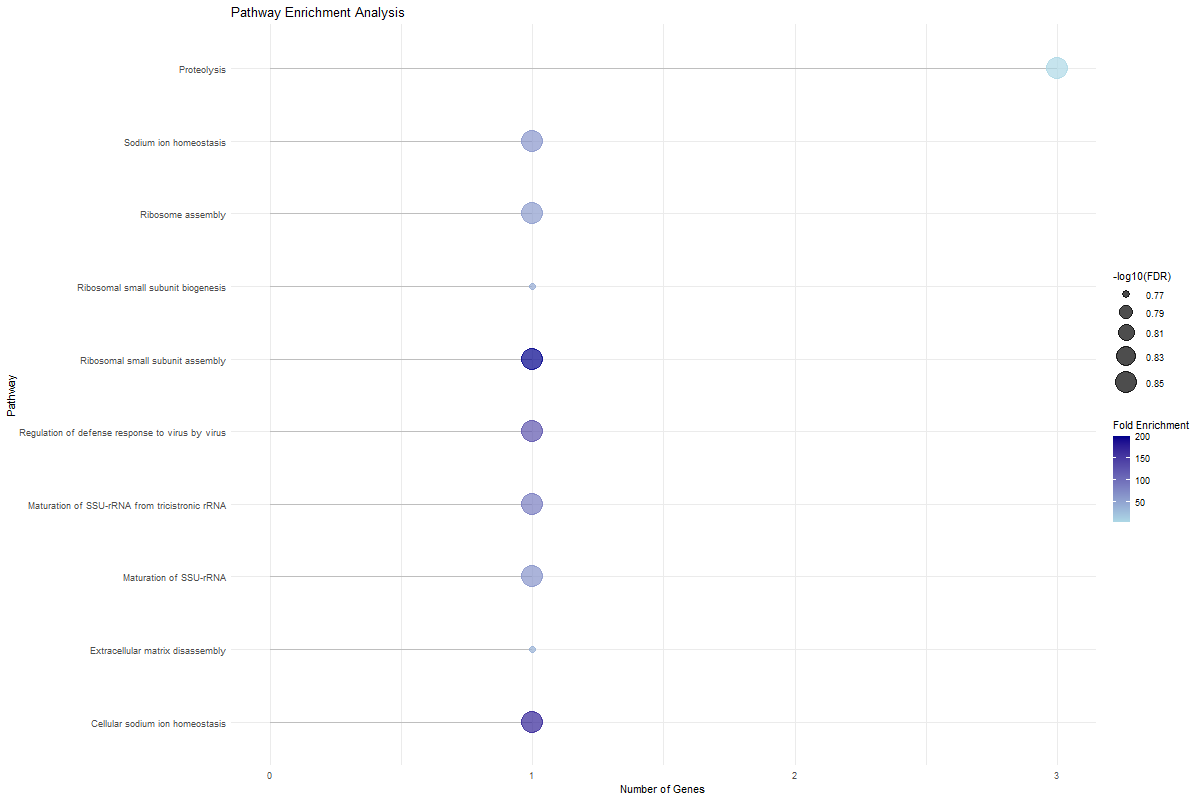 Pathway Enrichment Analysis
Pathway
Proteolysis
Sodium ion homeostasis
Ribosome assembly
Ribosomal small subunit biogenesis
Ribosomal small subunit assembly
Regulation of defense response to virus by virus
Maturation of SSU-rRNA from tricistronic rRNA
Maturation of SSU-rRNA
Extracellular matrix disassembly
Cellular sodium ion homeostasis
0
1
2
3
Number of Genes
-log10(FDR)
0.77
0.79
0.81
0.83
0.85
Fold Enrichment
200
150
100
50